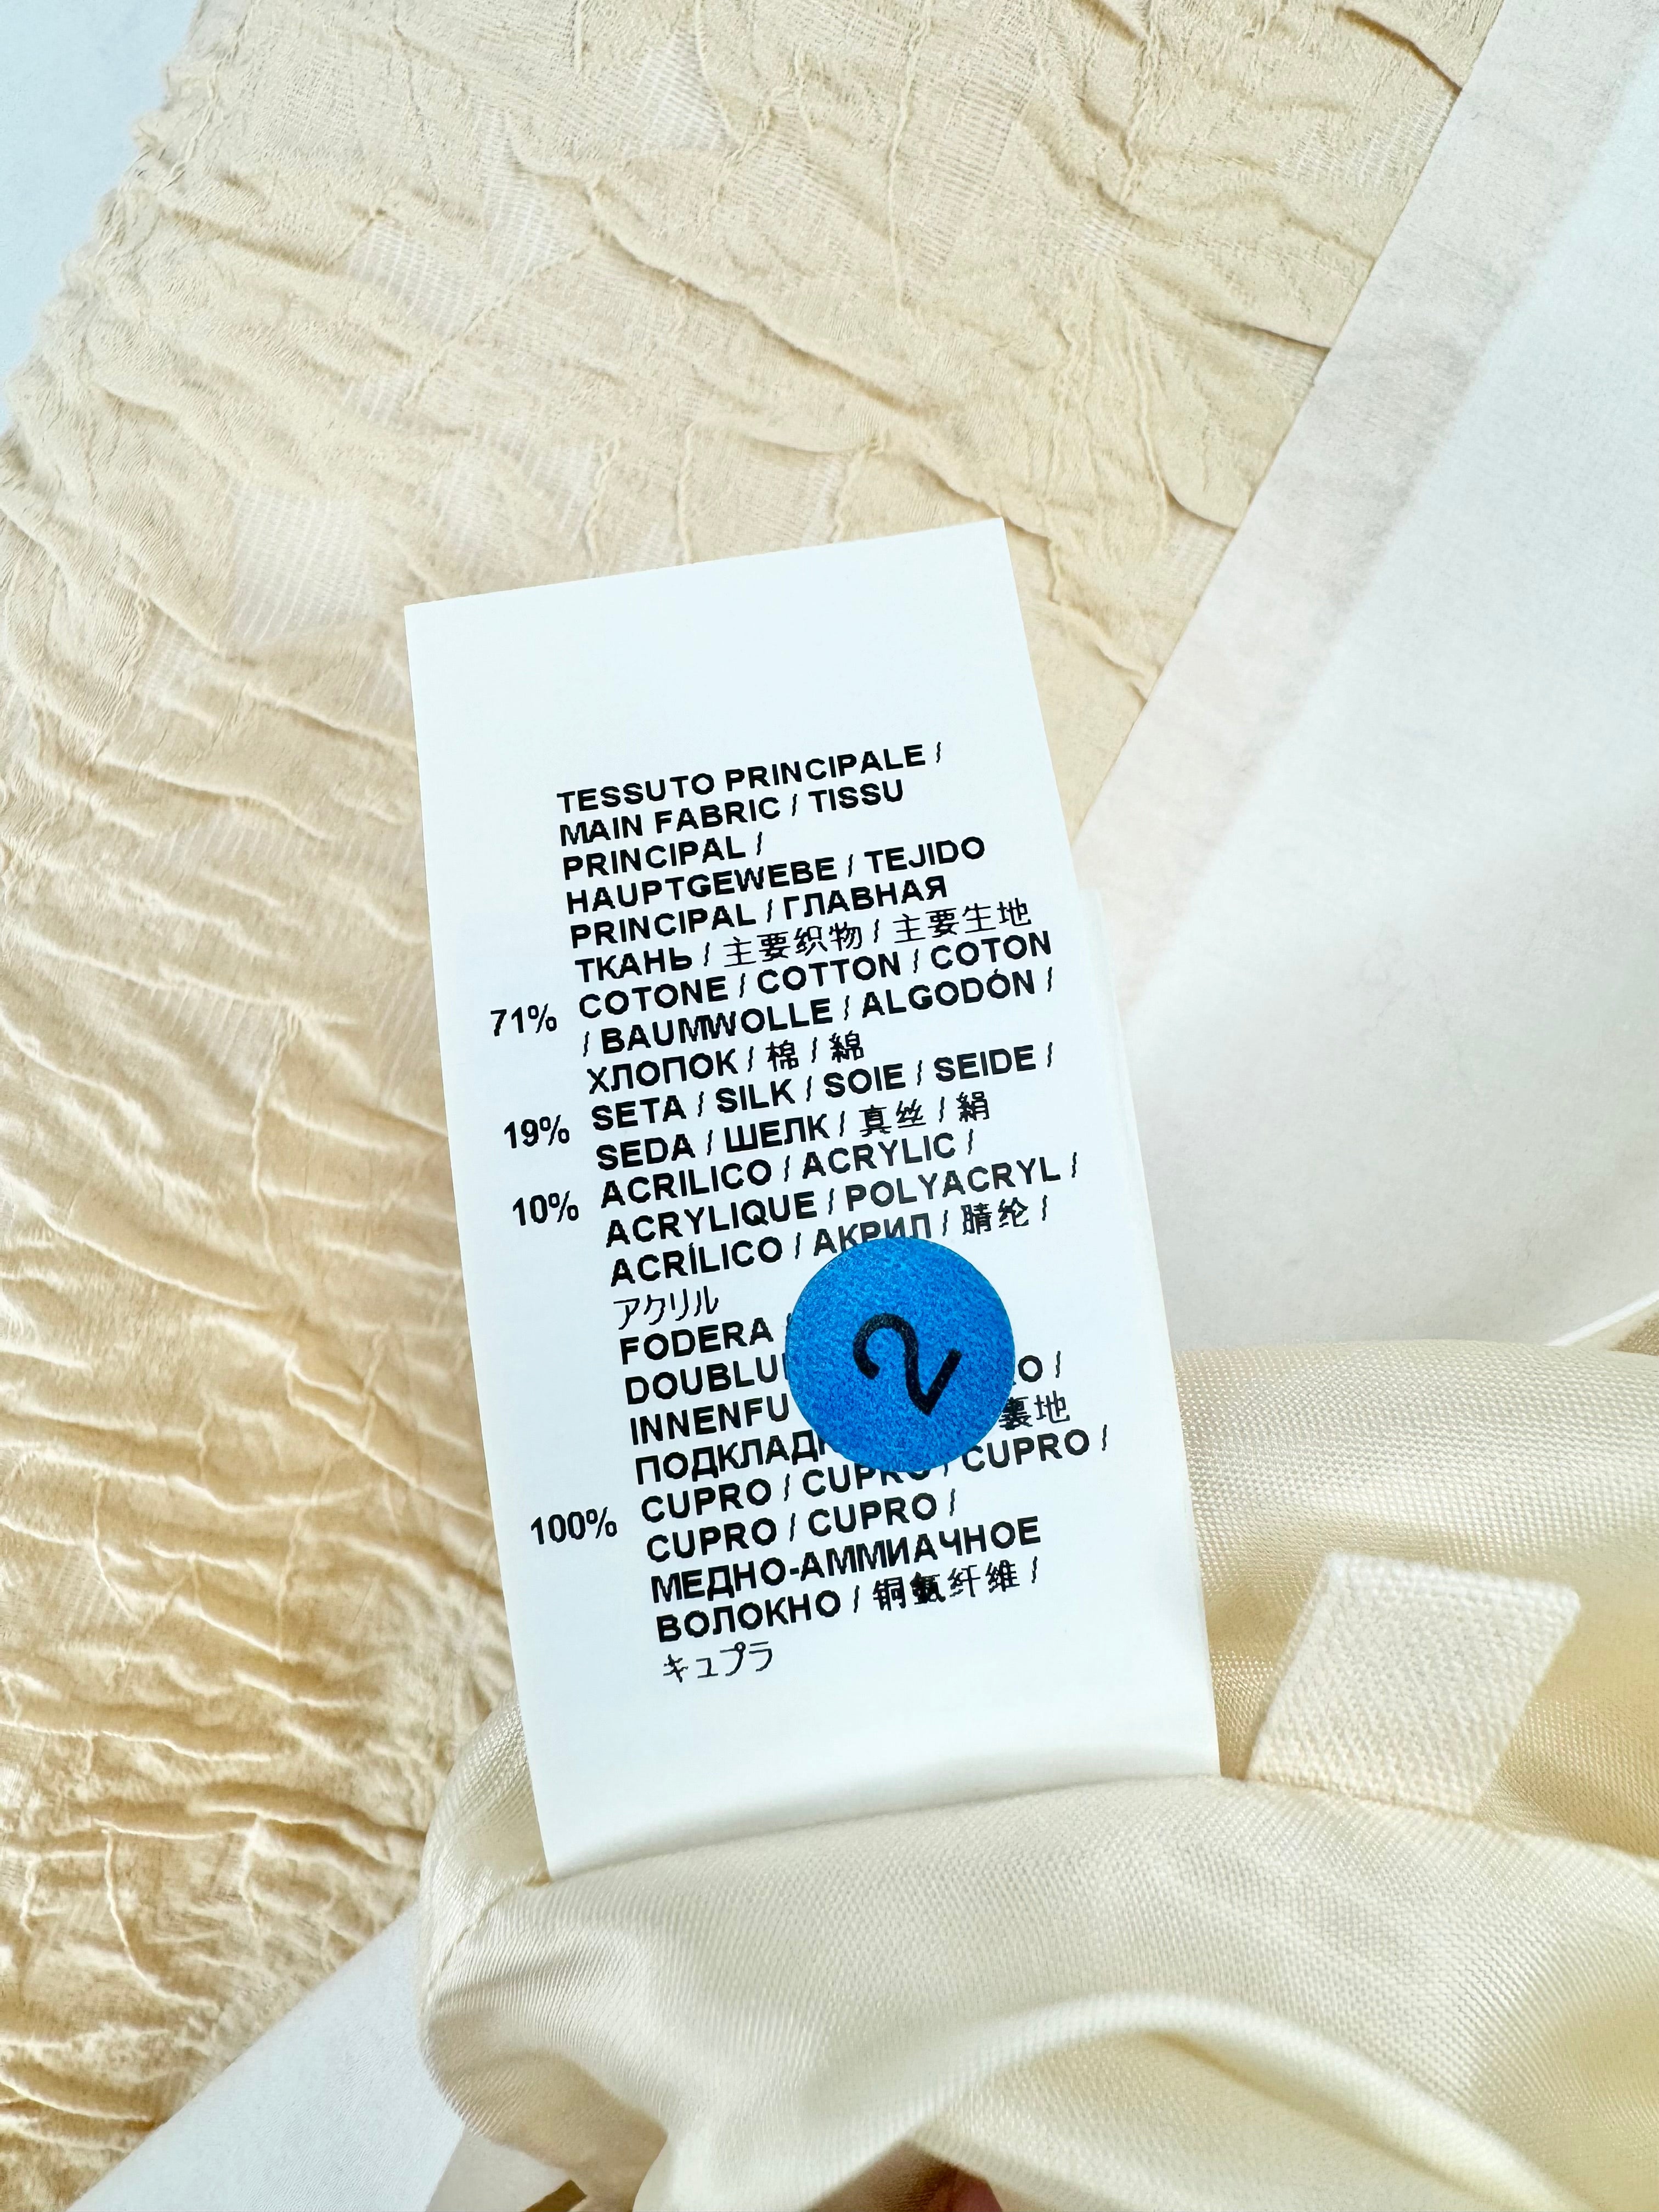 TESSUTO PRINCIPALE /
MAIN FABRIC / TISSU
PRINCIPAL /
HAUPTGEWEBE / TEJIDO
PRINCIPAL / ГЛАВНАЯ
ТКАНЬ / 主要织物 / 主要生地
71% COTONE / COTTON / COTON
/ BAUMWOLLE / ALGODÓN /
ХЛОПОК / 棉 / 綿
19% SETA / SILK / SOIE / SEIDE /
SEDA / ШЕЛК / 真丝 / 絹
10% ACRILICO / ACRYLIC /
ACRYLIQUE / POLYACRYL /
ACRÍLICO / АКРИЛ / 腈纶 /
アクリル
FODERA
2
裏地
100% CUPRO / CUPRO / CUPRO /
CUPRO / CUPRO /
МЕДНО-АММИАЧНОЕ
ВОЛОКНО / 铜氨纤维 /
キュプラ